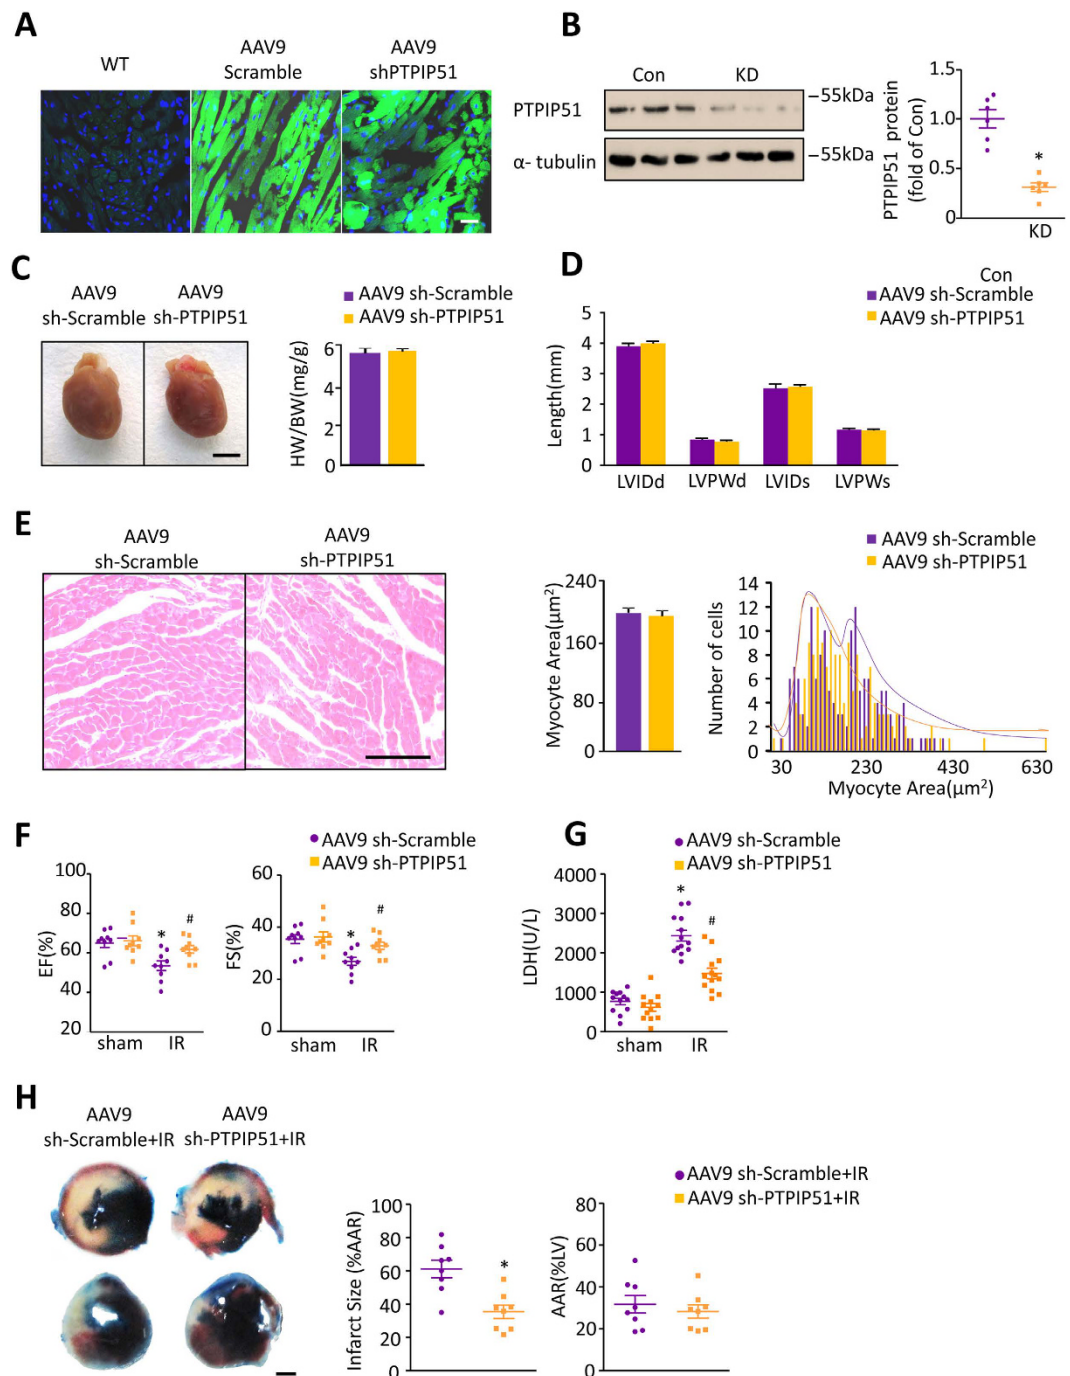 A
WT
AAV9
Scramble
AAV9
shPTPIP51
B
Con
KD
PTPIP51
α- tubulin
–55kDa
–55kDa
PTPIP51 protein
(fold of Con)
1.5
1.0
0.5
0
*
KD
C
AAV9
sh-Scramble
AAV9
sh-PTPIP51
AAV9 sh-Scramble
AAV9 sh-PTPIP51
HW/BW(mg/g)
6
4
2
0
D
Con
AAV9 sh-Scramble
AAV9 sh-PTPIP51
Length(mm)
5
4
3
2
1
0
LVIDd
LVPWd
LVIDs
LVPWs
E
AAV9
sh-Scramble
AAV9
sh-PTPIP51
Myocyte Area(µm²)
240
160
80
0
AAV9 sh-Scramble
AAV9 sh-PTPIP51
Number of cells
14
12
10
8
6
4
2
0
30
230
430
630
Myocyte Area(µm²)
F
AAV9 sh-Scramble
AAV9 sh-PTPIP51
EF(%)
100
80
60
40
20
*
#
sham
IR
FS(%)
60
40
20
0
*
#
sham
IR
G
AAV9 sh-Scramble
AAV9 sh-PTPIP51
LDH(U/L)
4000
3000
2000
1000
0
*
#
sham
IR
H
AAV9
sh-Scramble+IR
AAV9
sh-PTPIP51+IR
AAV9 sh-Scramble+IR
AAV9 sh-PTPIP51+IR
Infarct Size (%AAR)
100
80
60
40
20
0
*
AAR(%LV)
80
60
40
20
0